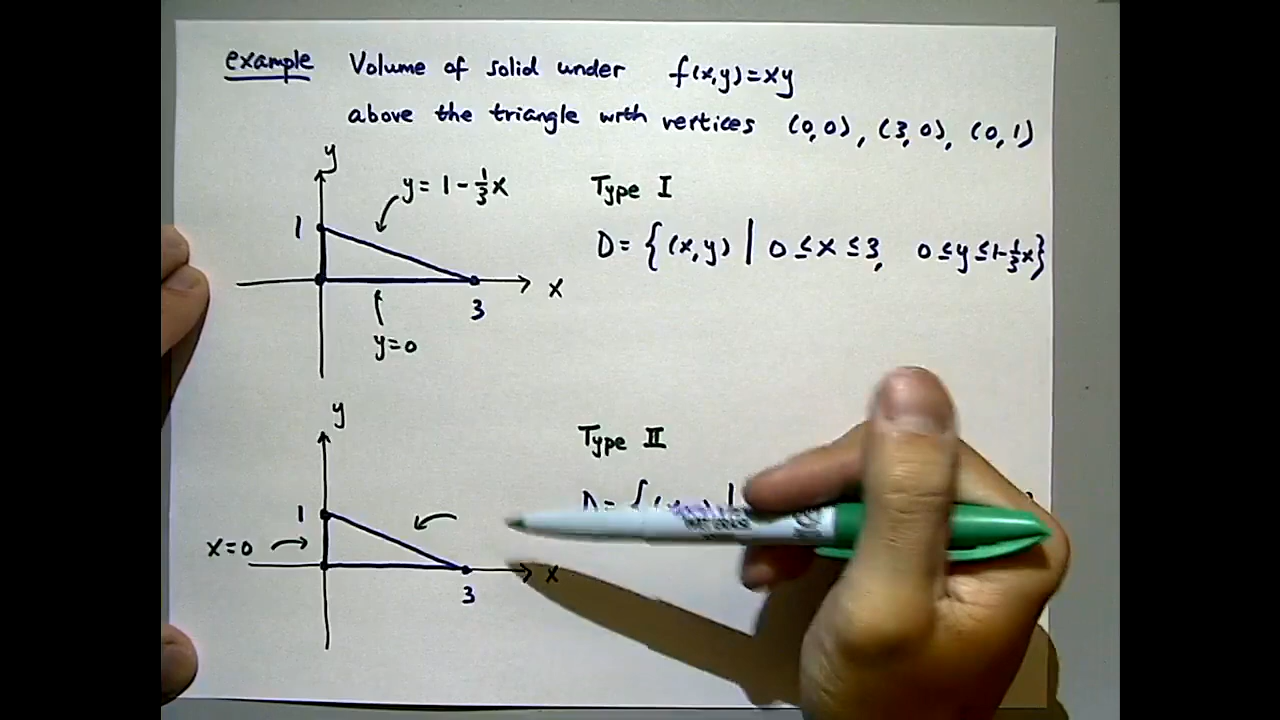 example Volume of solid under f(x,y)=xy
above the triangle with vertices (0,0), (3,0), (0,1)
y
y = 1 - 1/3 x
1
x
3
y=0
Type I
D = { (x,y) | 0 ≤ x ≤ 3, 0 ≤ y ≤ 1-1/3x }
y
1
x=0
x
3
Type II
D = { (x,y) |